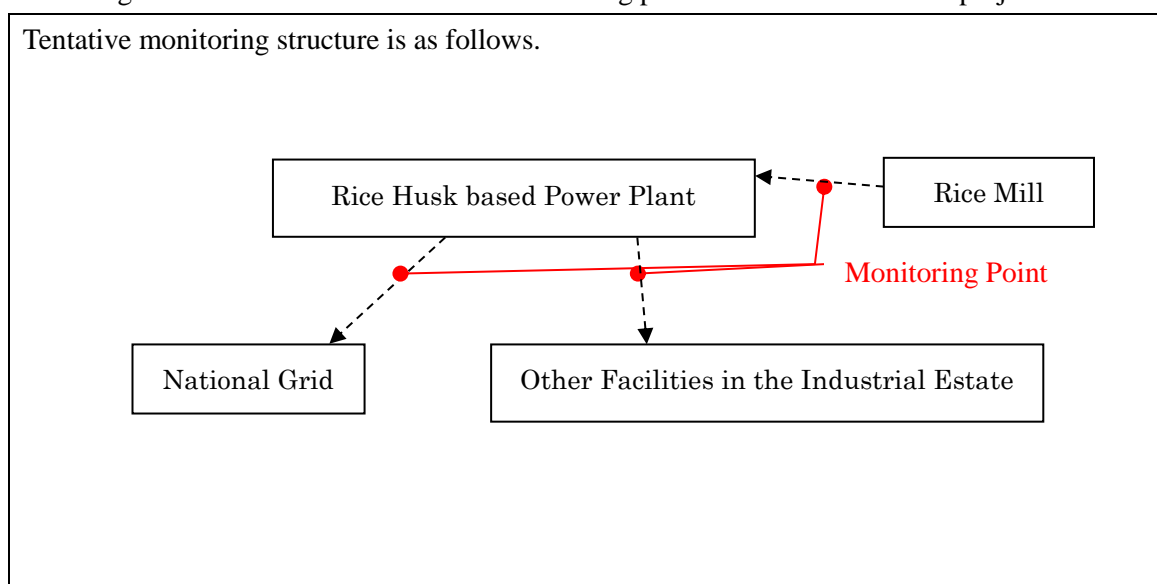 Tentative monitoring structure is as follows.
Rice Husk based Power Plant
Rice Mill
Monitoring Point
National Grid
Other Facilities in the Industrial Estate